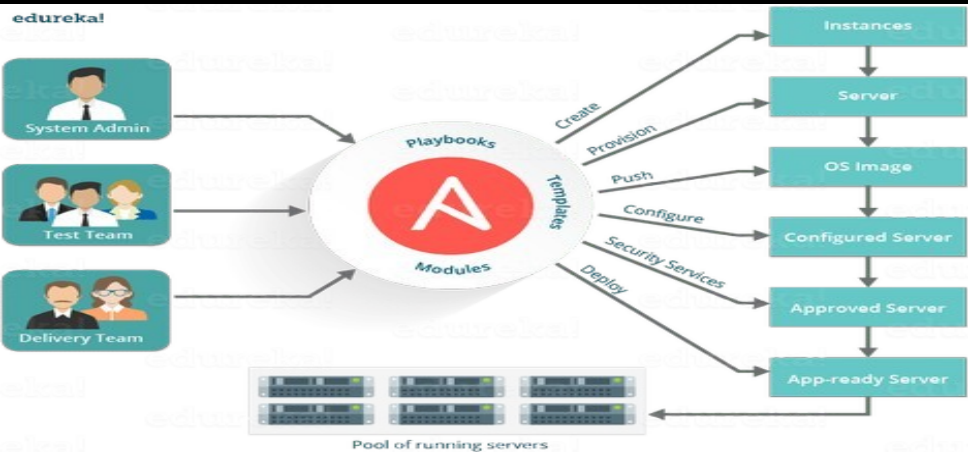 edureka!
System Admin
Test Team
Delivery Team
Playbooks
Templates
Modules
Create
Provision
Push
Configure
Security Services
Deploy
Instances
Server
OS Image
Configured Server
Approved Server
App-ready Server
Pool of running servers